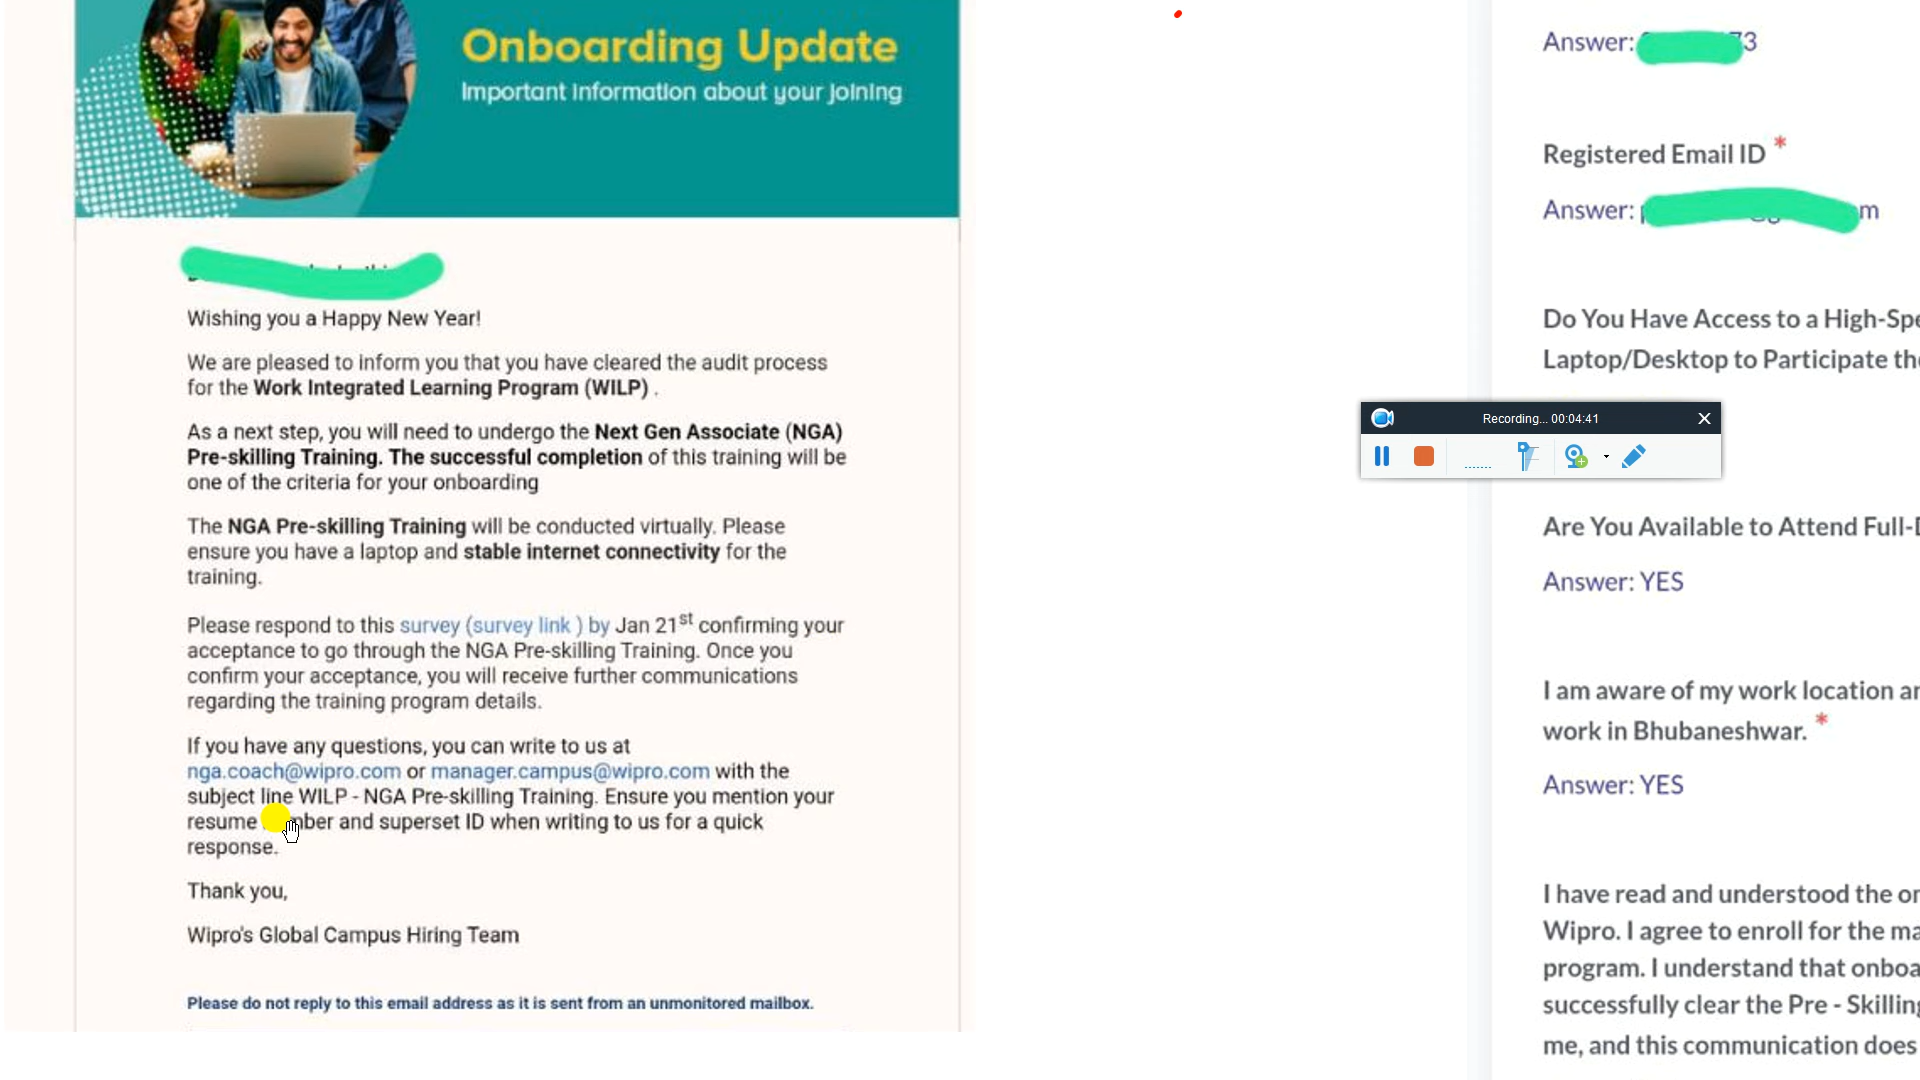 Onboarding Update
Important information about your joining
Wishing you a Happy New Year!
We are pleased to inform you that you have cleared the audit process
for the Work Integrated Learning Program (WILP) .
As a next step, you will need to undergo the Next Gen Associate (NGA)
Pre-skilling Training. The successful completion of this training will be
one of the criteria for your onboarding
The NGA Pre-skilling Training will be conducted virtually. Please
ensure you have a laptop and stable internet connectivity for the
training.
Please respond to this survey (survey link ) by Jan 21st confirming your
acceptance to go through the NGA Pre-skilling Training. Once you
confirm your acceptance, you will receive further communications
regarding the training program details.
If you have any questions, you can write to us at
nga.coach@wipro.com or manager.campus@wipro.com with the
subject line WILP - NGA Pre-skilling Training. Ensure you mention your
resume and superset ID when writing to us for a quick
response.
Thank you,
Wipro's Global Campus Hiring Team
Please do not reply to this email address as it is sent from an unmonitored mailbox.
Answer: 3
Registered Email ID *
Answer: m
Do You Have Access to a High-Spe
Laptop/Desktop to Participate the
Recording... 00:04:41
Are You Available to Attend Full-D
Answer: YES
I am aware of my work location an
work in Bhubaneshwar. *
Answer: YES
I have read and understood the on
Wipro. I agree to enroll for the ma
program. I understand that onboa
successfully clear the Pre - Skilling
me, and this communication does